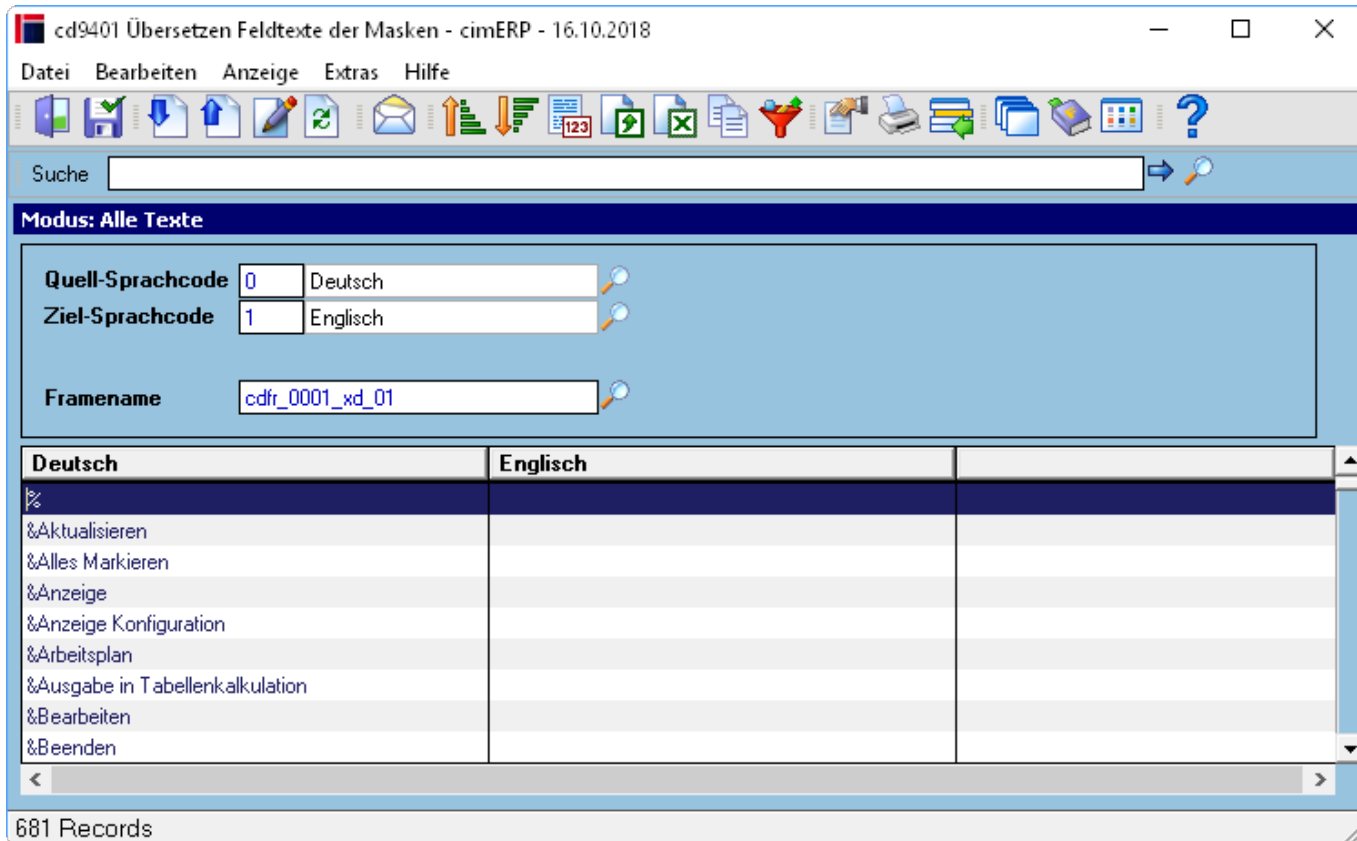 cd9401 Übersetzen Feldtexte der Masken - cimERP - 16.10.2018
Datei Bearbeiten Anzeige Extras Hilfe
123
Suche
Modus: Alle Texte
Quell-Sprachcode 0 Deutsch
Ziel-Sprachcode 1 Englisch
Framename cdfr_0001_xd_01
Deutsch Englisch
%
&Aktualisieren
&Alles Markieren
&Anzeige
&Anzeige Konfiguration
&Arbeitsplan
&Ausgabe in Tabellenkalkulation
&Bearbeiten
&Beenden
681 Records